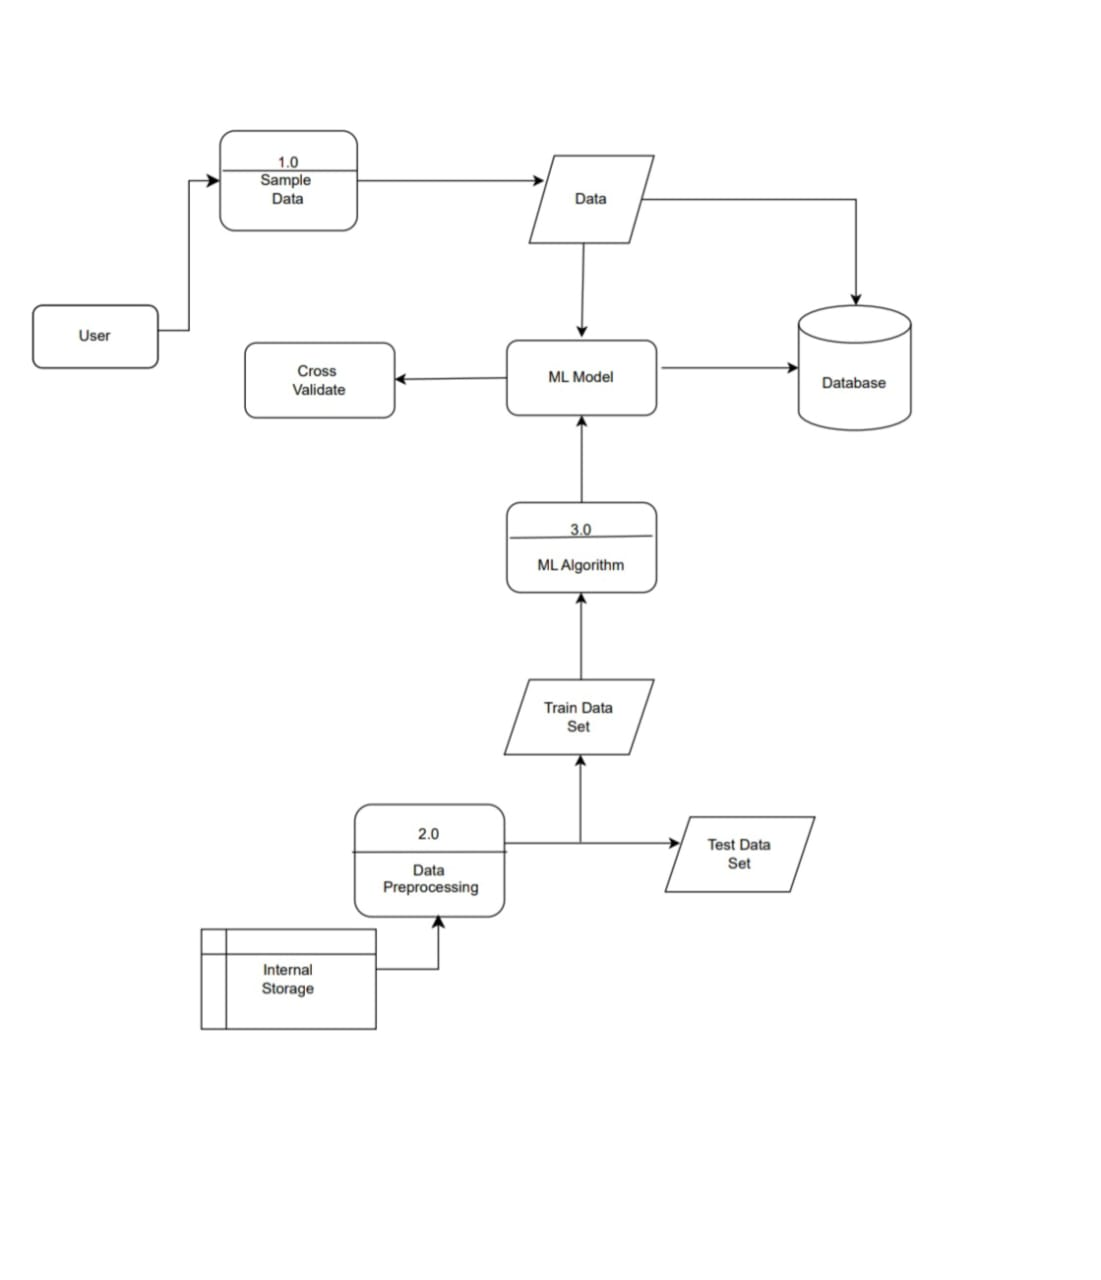 1.0
Sample
Data
Data
User
Cross
Validate
ML Model
Database
3.0
ML Algorithm
Train Data
Set
2.0
Data
Preprocessing
Test Data
Set
Internal
Storage